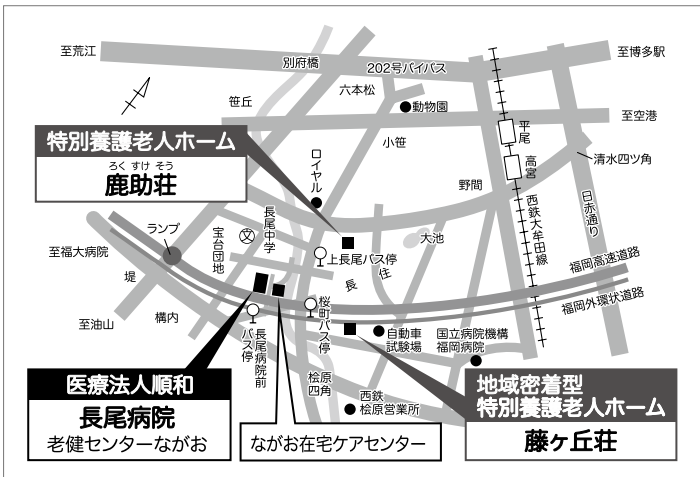 至荒江
別府橋
202号バイパス
至博多駅
六本松
笹丘
動物園
至空港
小笹
平尾
高宮
清水四ツ角
特別養護老人ホーム
ろく すけ そう
鹿助荘
ロイヤル
野間
西鉄大牟田線
日赤通り
ランプ
宝台団地
文
長尾中学
大池
至福大病院
上長尾バス停
長住
堤
福岡高速道路
福岡外環状道路
構内
至油山
バス停
長尾病院前
桜町バス停
自動車
試験場
国立病院機構
福岡病院
桧原
四角
西鉄
桧原営業所
医療法人順和
長尾病院
老健センターながお
ながお在宅ケアセンター
地域密着型
特別養護老人ホーム
藤ヶ丘荘